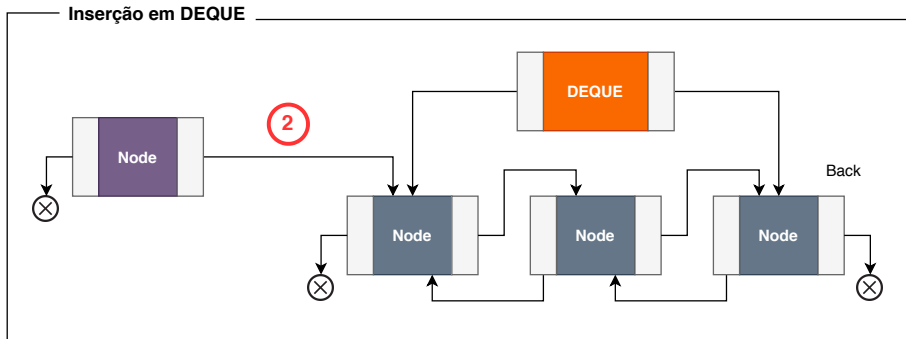 Inserção em DEQUE
DEQUE
2
Node
Back
Node
Node
Node